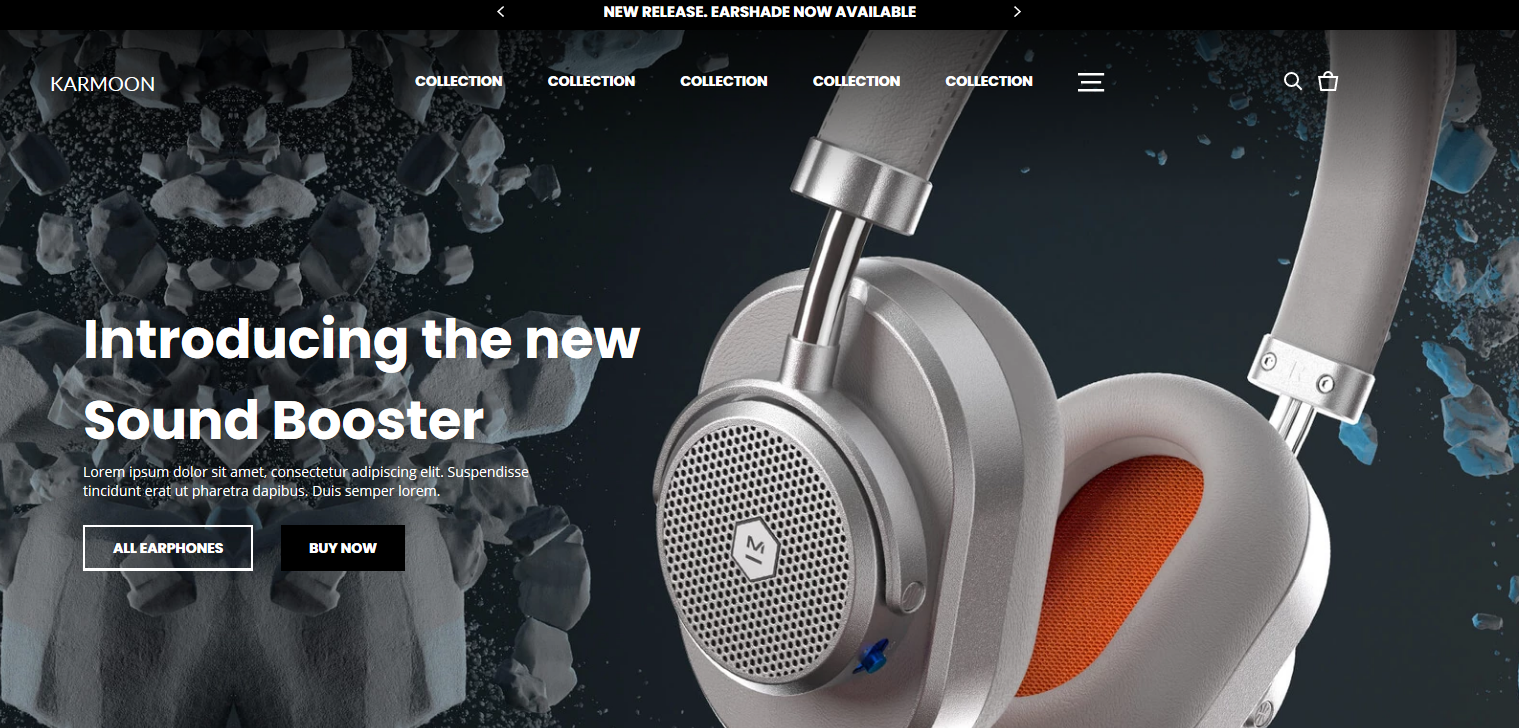 NEW RELEASE. EARSHADE NOW AVAILABLE
KARMOON
COLLECTION COLLECTION COLLECTION COLLECTION COLLECTION
Introducing the new
Sound Booster
Lorem ipsum dolor sit amet, consectetur adipiscing elit. Suspendisse
tincidunt erat ut pharetra dapibus. Duis semper lorem.
ALL EARPHONES BUY NOW